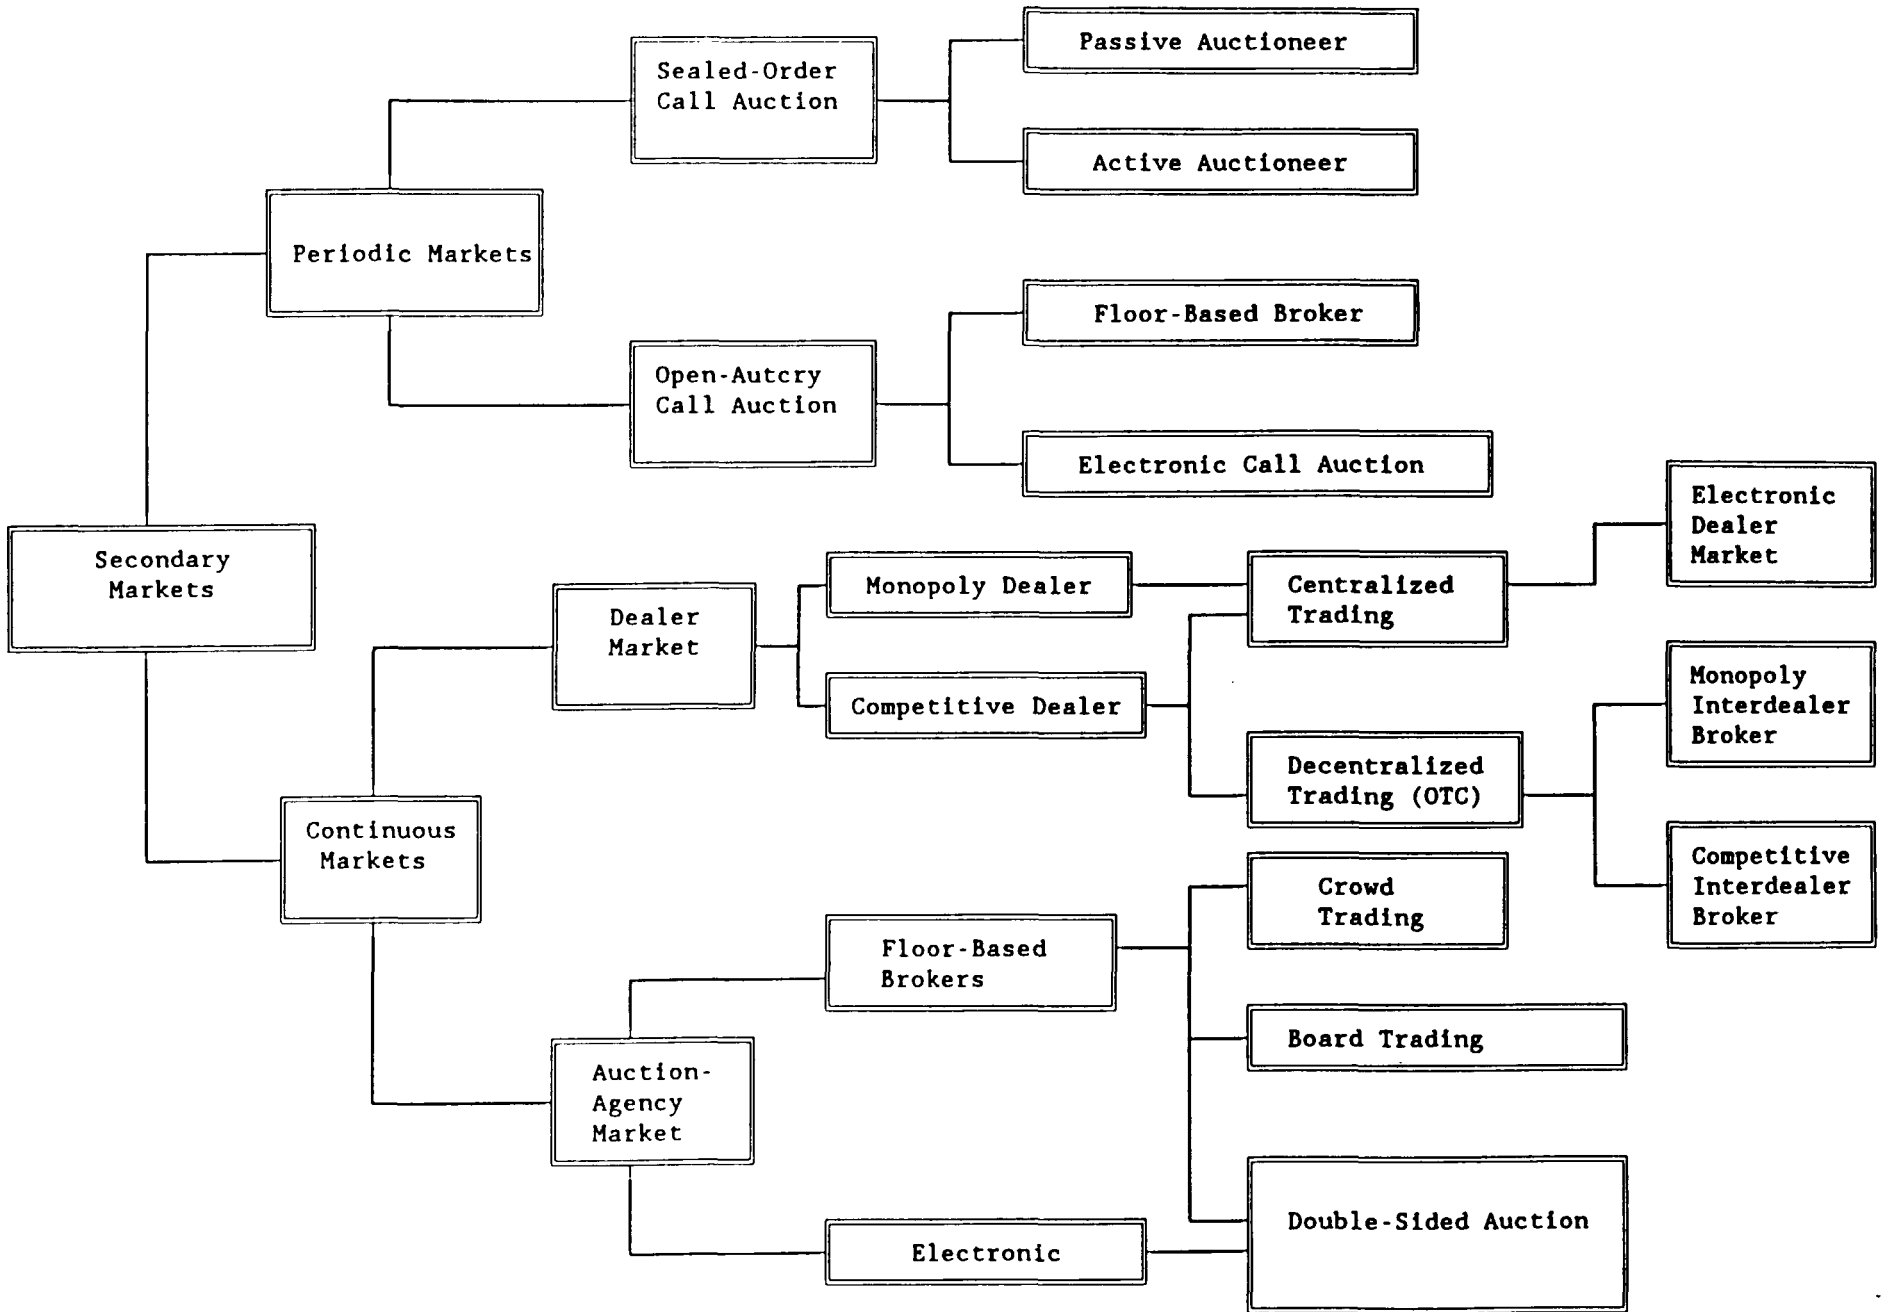 Passive Auctioneer
Sealed-Order
Call Auction
Active Auctioneer
Periodic Markets
Floor-Based Broker
Open-Autcry
Call Auction
Electronic Call Auction
Electronic
Dealer
Market
Secondary
Markets
Monopoly Dealer
Centralized
Trading
Dealer
Market
Monopoly
Interdealer
Broker
Competitive Dealer
Decentralized
Trading (OTC)
Continuous
Markets
Competitive
Interdealer
Broker
Crowd
Trading
Floor-Based
Brokers
Board Trading
Auction-
Agency
Market
Double-Sided Auction
Electronic